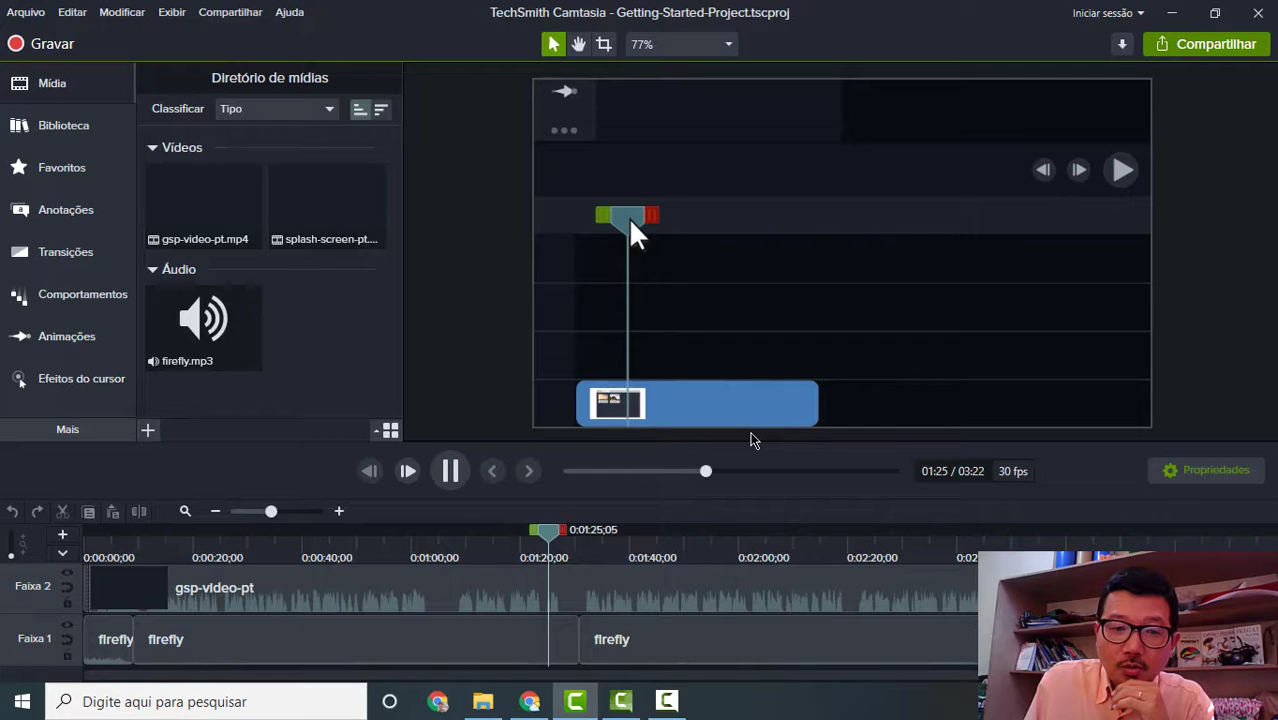 Arquivo Editar Modificar Exibir Compartilhar Ajuda TechSmith Camtasia - Getting-Started-Project.tscproj Iniciar sessão
Gravar 77% Compartilhar
Mídia
Biblioteca
Favoritos
Anotações
Transições
Comportamentos
Animações
Efeitos do cursor
Mais
Diretório de mídias
Classificar Tipo
Vídeos
gsp-video-pt.mp4 splash-screen-pt....
Áudio
firefly.mp3
01:25 / 03:22 30 fps Propriedades
0:01:25;05
0:00:00;00 0:00:20;00 0:00:40;00 0:01:00;00 0:01:20;00 0:01:40;00 0:02:00;00 0:02:20;00
Faixa 2 gsp-video-pt
Faixa 1 firefly firefly firefly
Digite aqui para pesquisar